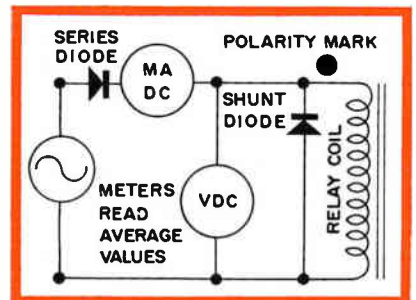 SERIES
DIODE
POLARITY MARK
MA
DC
SHUNT
DIODE
RELAY COIL
METERS
READ
AVERAGE
VALUES
VDC